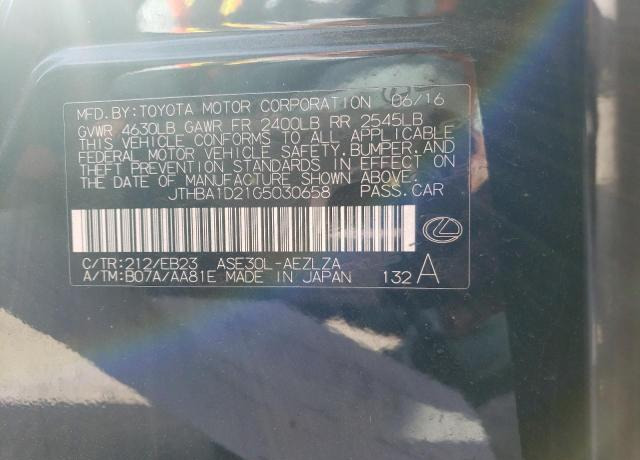 MFD.BY:TOYOTA MOTOR CORPORATION 06/16
GVWR 4630LB GAWR FR 2400LB RR 2545LB
THIS VEHICLE CONFORMS TO ALL APPLICABLE
FEDERAL MOTOR VEHICLE SAFETY,BUMPER,AND
THEFT PREVENTION STANDARDS IN EFFECT ON
THE DATE OF MANUFACTURE SHOWN ABOVE.
JTHBA1D21G5030658 PASS.CAR
C/TR:212/EB23 ASE30L-AEZLZA
A/TM:B07A/AA81E MADE IN JAPAN 132 A